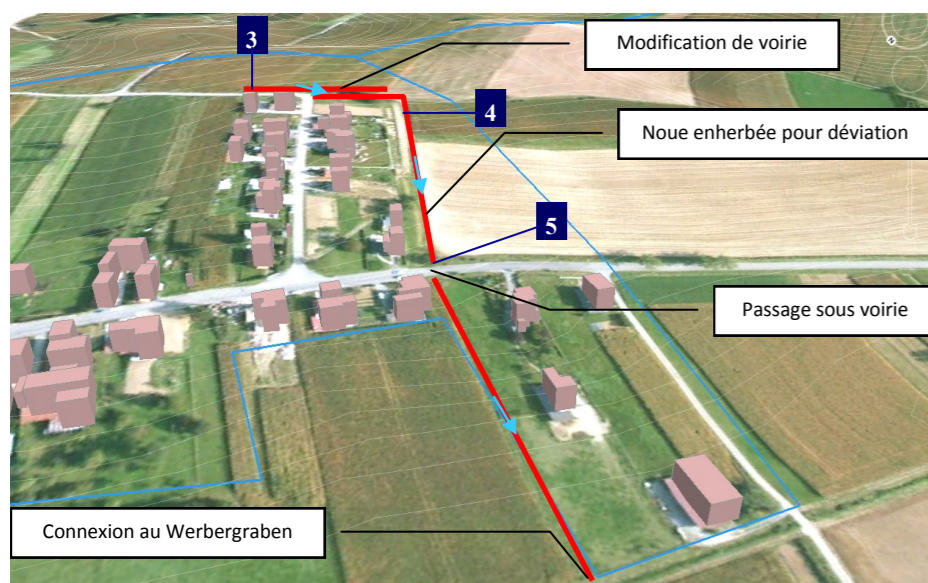 3
Modification de voirie
4
Noue enherbée pour déviation
5
Passage sous voirie
Connexion au Werbergraben